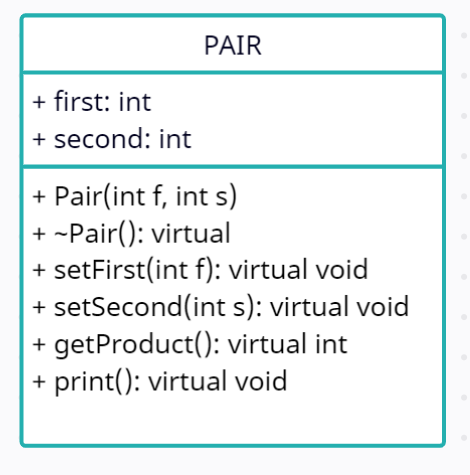 PAIR
+ first: int
+ second: int
+ Pair(int f, int s)
+ ~Pair(): virtual
+ setFirst(int f): virtual void
+ setSecond(int s): virtual void
+ getProduct(): virtual int
+ print(): virtual void